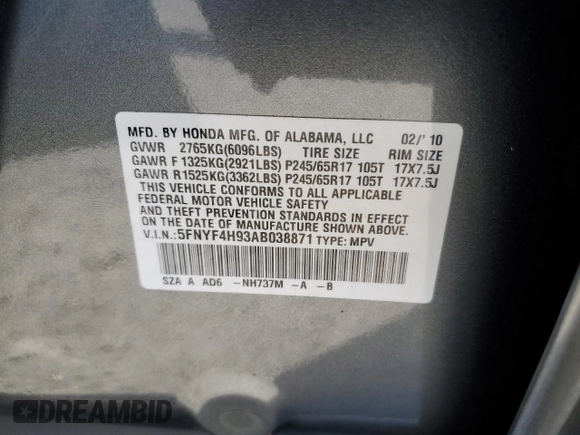 MFD. BY HONDA MFG. OF ALABAMA, LLC 02/'10
GVWR 2765KG(6096LBS) TIRE SIZE RIM SIZE
GAWR F 1325KG(2921LBS) P245/65R17 105T 17X7.5J
GAWR R1525KG(3362LBS) P245/65R17 105T 17X7.5J
THIS VEHICLE CONFORMS TO ALL APPLICABLE
FEDERAL MOTOR VEHICLE SAFETY, BUMPER,
AND THEFT PREVENTION STANDARDS IN EFFECT
ON THE DATE OF MANUFACTURE SHOWN ABOVE.
V.I.N.:5FNYF4H93AB038871 TYPE: MPV
SZA A AD6 -NH737M -A -B
DREAMBID